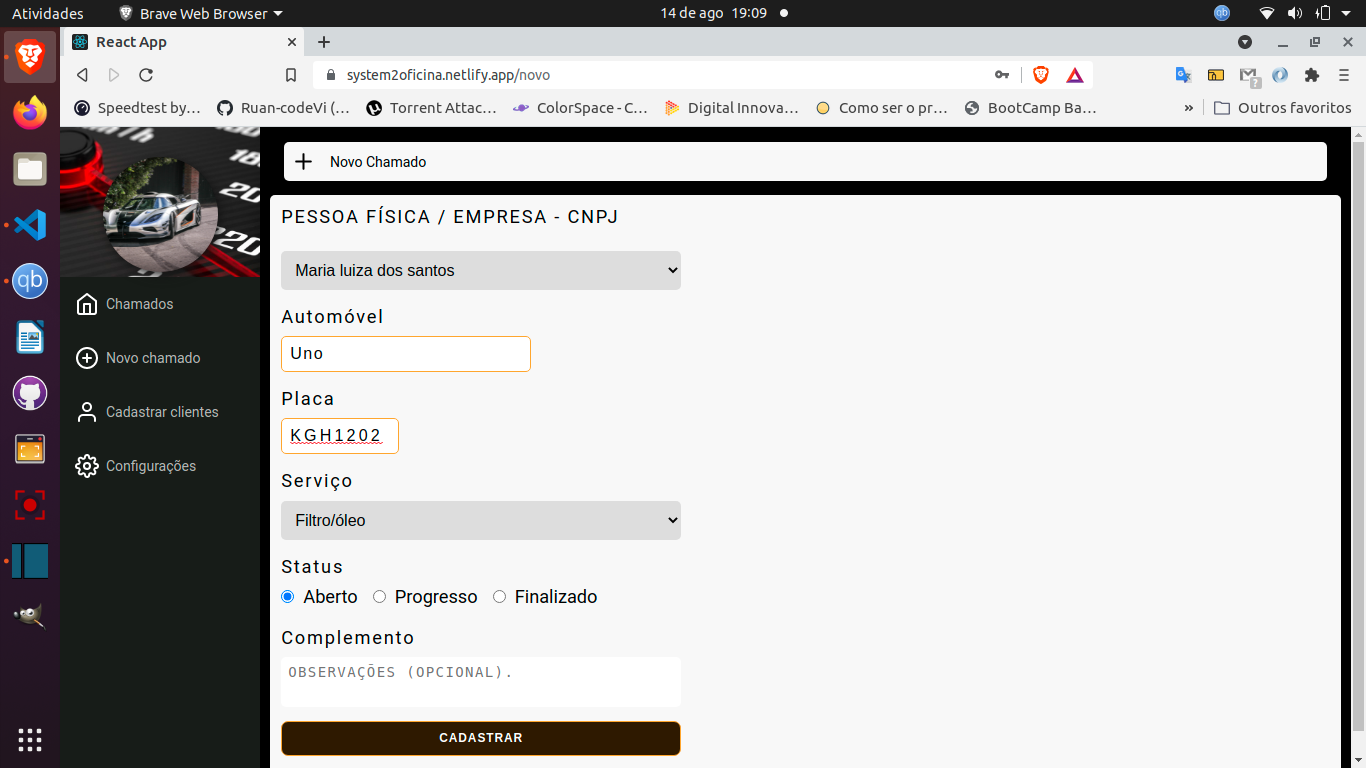 Atividades
Brave Web Browser
14 de ago 19:09
qb
React App
system2oficina.netlify.app/novo
Speedtest by…
Ruan-codeVi (…
Torrent Attac…
ColorSpace - C…
Digital Innova…
Como ser o pr…
BootCamp Ba…
»
Outros favoritos
Novo Chamado
PESSOA FÍSICA / EMPRESA - CNPJ
Maria luiza dos santos
Automóvel
Uno
Placa
KGH1202
Serviço
Filtro/óleo
Status
Aberto
Progresso
Finalizado
Complemento
OBSERVAÇÕES (OPCIONAL).
CADASTRAR
Chamados
Novo chamado
Cadastrar clientes
Configurações
qb